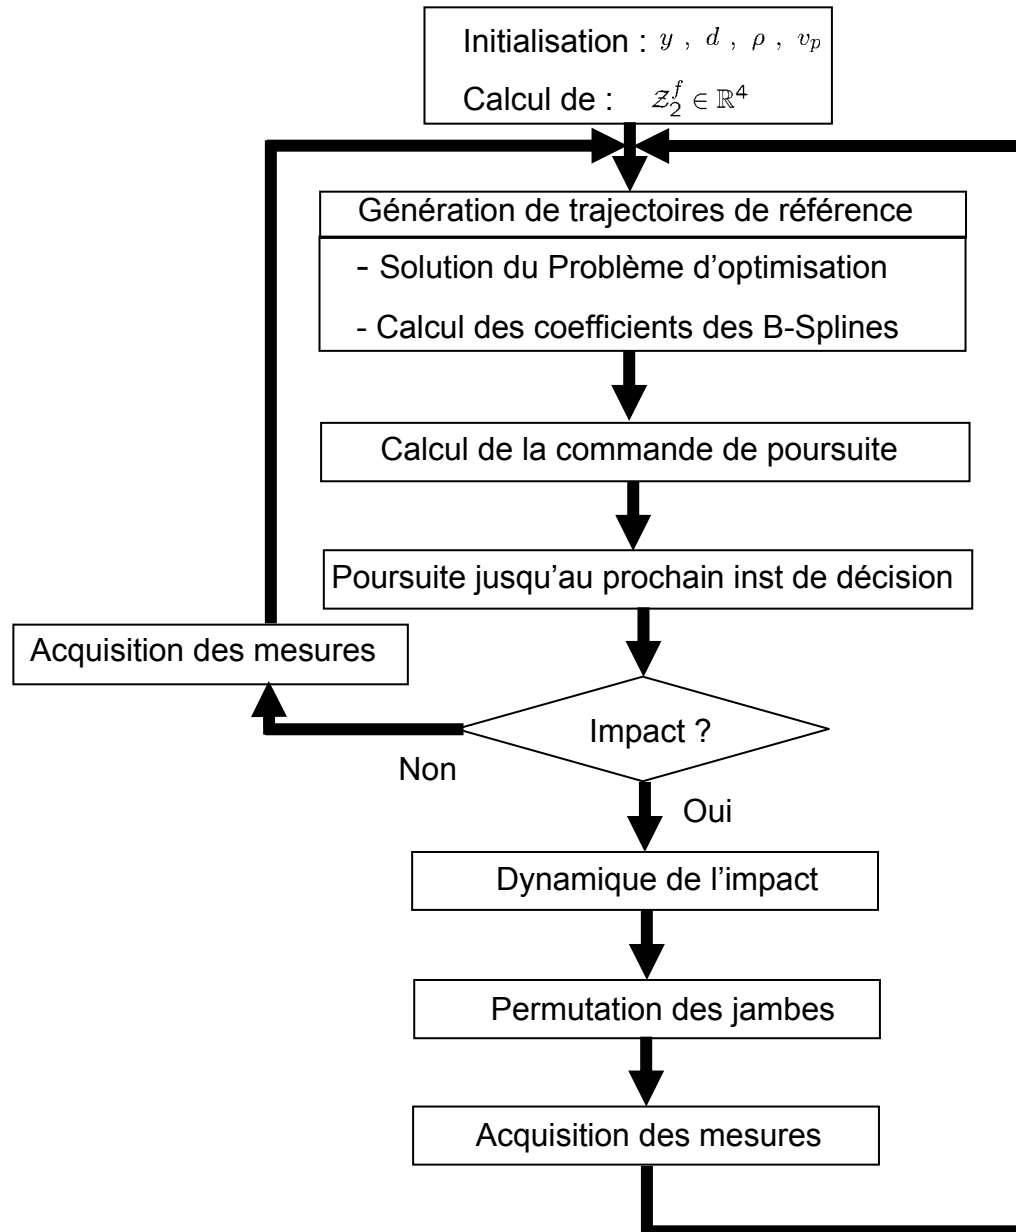 Initialisation : y , d , ρ , v_p
Calcul de : 𝒵₂ᶠ ∈ ℝ⁴
Génération de trajectoires de référence
- Solution du Problème d’optimisation
- Calcul des coefficients des B-Splines
Calcul de la commande de poursuite
Poursuite jusqu’au prochain inst de décision
Acquisition des mesures
Impact ?
Non
Oui
Dynamique de l’impact
Permutation des jambes
Acquisition des mesures